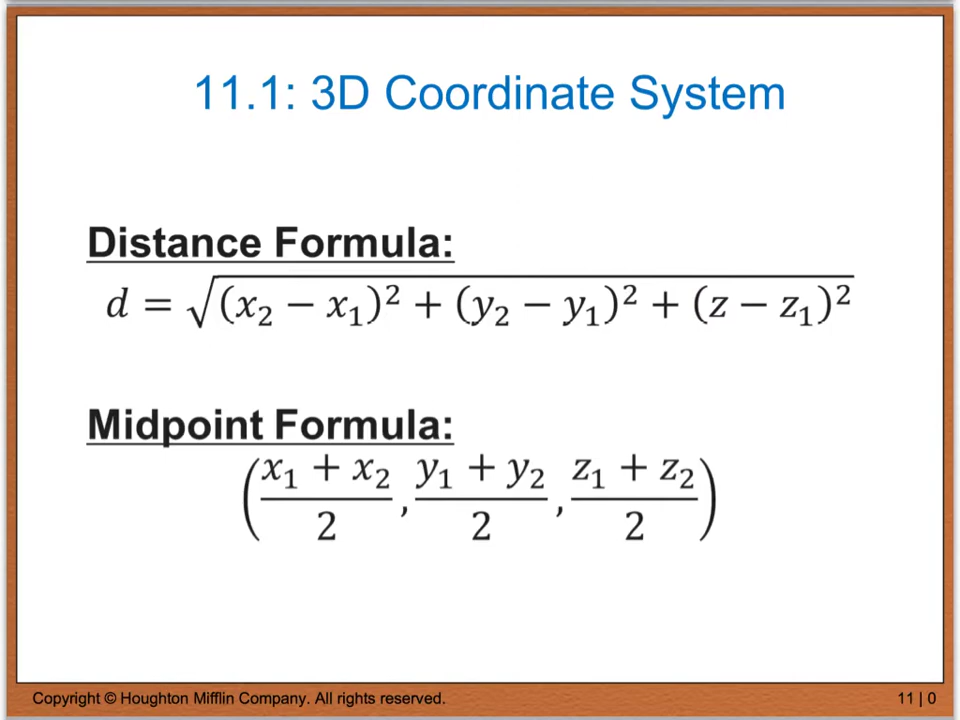 11.1: 3D Coordinate System
Distance Formula:
d = √(x₂ − x₁)² + (y₂ − y₁)² + (z − z₁)²
Midpoint Formula:
(x₁ + x₂/2, y₁ + y₂/2, z₁ + z₂/2)
Copyright © Houghton Mifflin Company. All rights reserved.
11 | 0